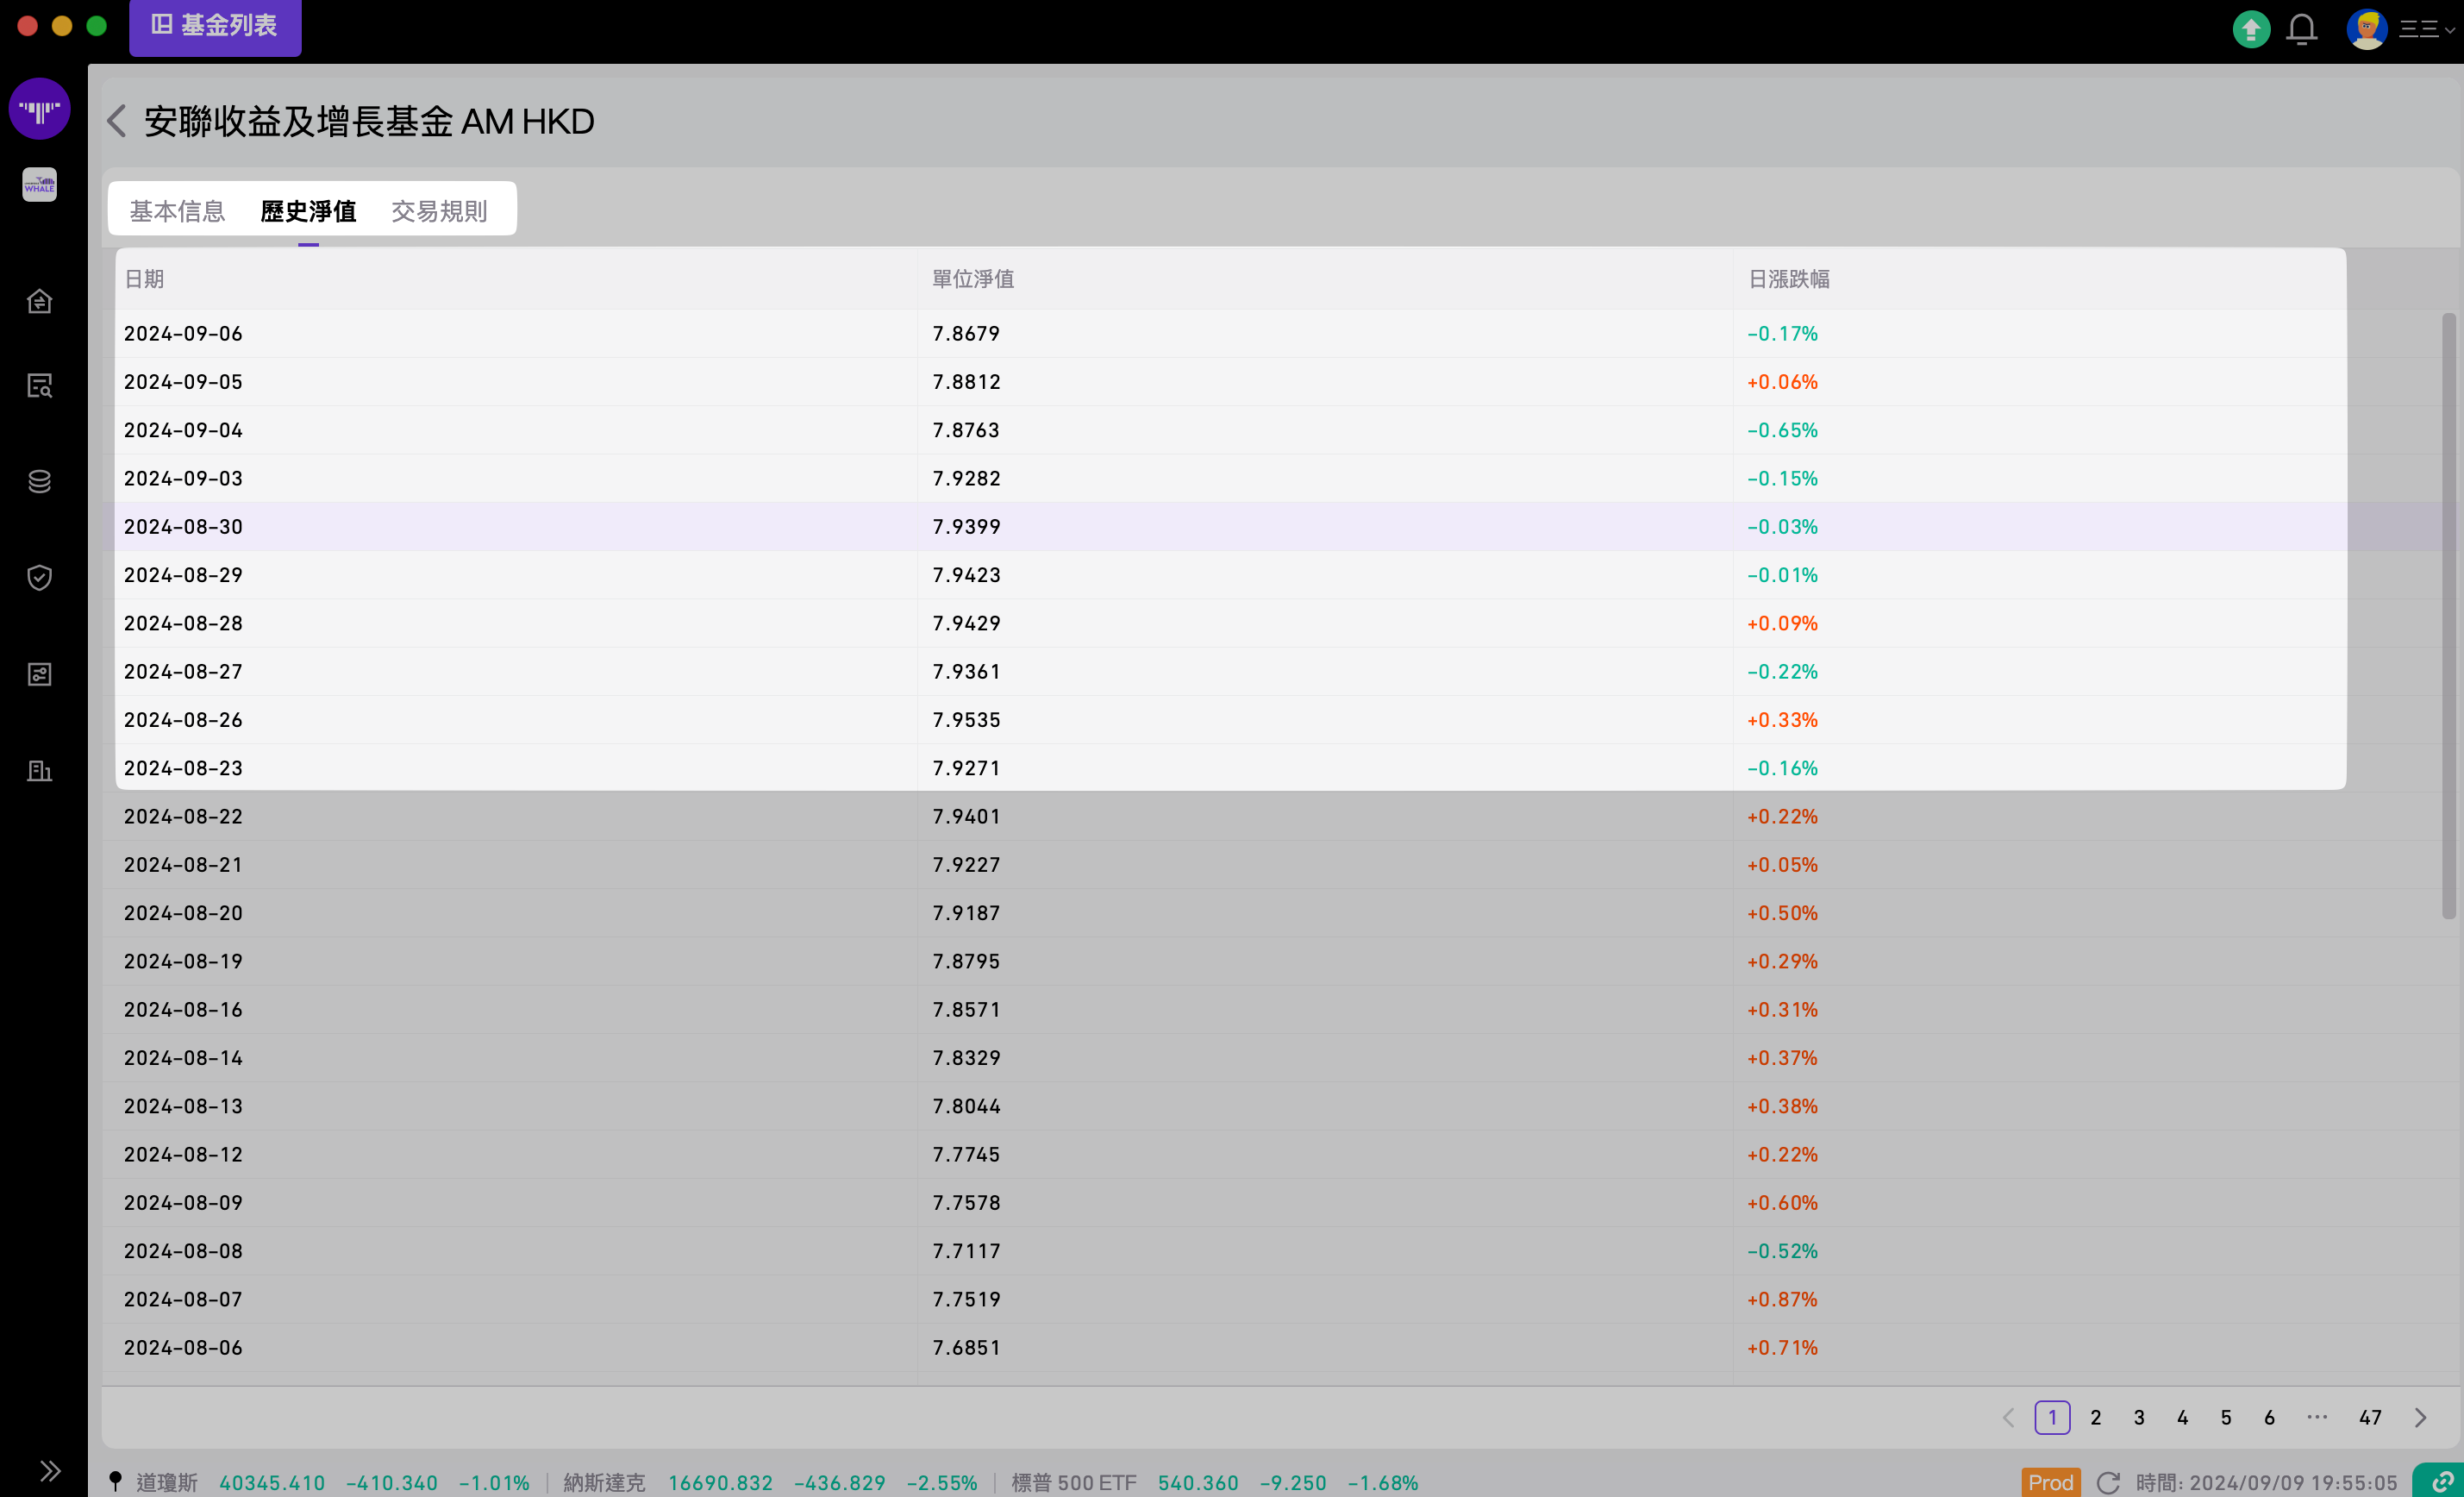 基金列表
三三
安聯收益及增長基金 AM HKD
WHALE
基本信息 歷史淨值 交易規則
日期 單位淨值 日漲跌幅
2024-09-06 7.8679 -0.17%
2024-09-05 7.8812 +0.06%
2024-09-04 7.8763 -0.65%
2024-09-03 7.9282 -0.15%
2024-08-30 7.9399 -0.03%
2024-08-29 7.9423 -0.01%
2024-08-28 7.9429 +0.09%
2024-08-27 7.9361 -0.22%
2024-08-26 7.9535 +0.33%
2024-08-23 7.9271 -0.16%
2024-08-22 7.9401 +0.22%
2024-08-21 7.9227 +0.05%
2024-08-20 7.9187 +0.50%
2024-08-19 7.8795 +0.29%
2024-08-16 7.8571 +0.31%
2024-08-14 7.8329 +0.37%
2024-08-13 7.8044 +0.38%
2024-08-12 7.7745 +0.22%
2024-08-09 7.7578 +0.60%
2024-08-08 7.7117 -0.52%
2024-08-07 7.7519 +0.87%
2024-08-06 7.6851 +0.71%
1 2 3 4 5 6 ··· 47
道瓊斯 40345.410 -410.340 -1.01% 納斯達克 16690.832 -436.829 -2.55% 標普 500 ETF 540.360 -9.250 -1.68% Prod 時間: 2024/09/09 19:55:05